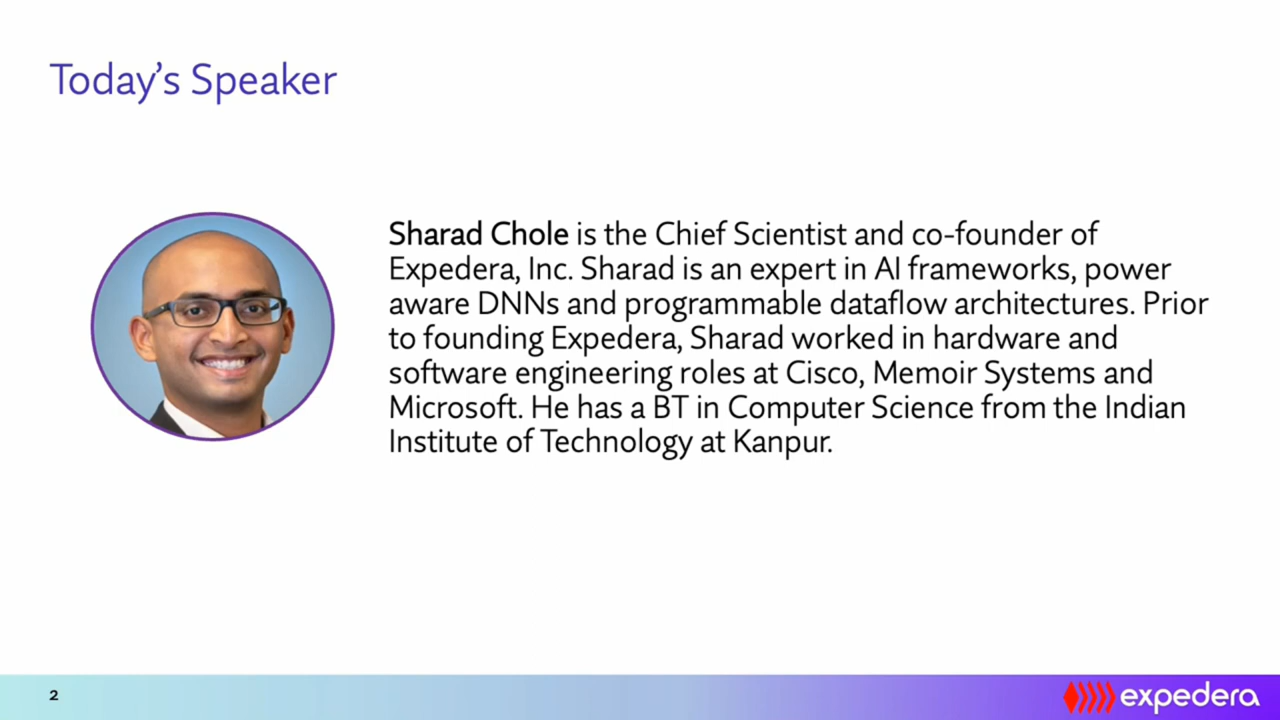 Today’s Speaker
Sharad Chole is the Chief Scientist and co-founder of
Expedera, Inc. Sharad is an expert in AI frameworks, power
aware DNNs and programmable dataflow architectures. Prior
to founding Expedera, Sharad worked in hardware and
software engineering roles at Cisco, Memoir Systems and
Microsoft. He has a BT in Computer Science from the Indian
Institute of Technology at Kanpur.
2
expedera